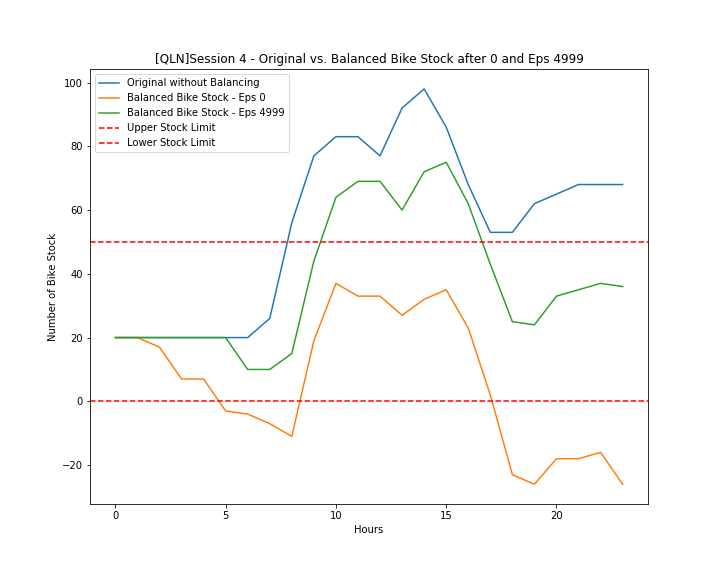 [QLN]Session 4 - Original vs. Balanced Bike Stock after 0 and Eps 4999
Original without Balancing
Balanced Bike Stock - Eps 0
Balanced Bike Stock - Eps 4999
Upper Stock Limit
Lower Stock Limit
Number of Bike Stock
100
80
60
40
20
0
−20
0
5
10
15
20
Hours